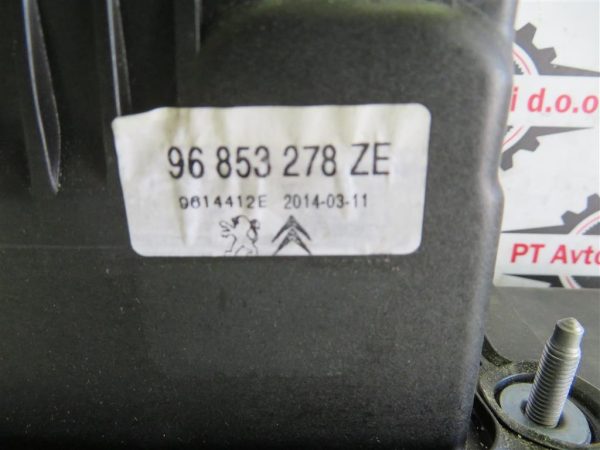 96 853 278 ZE
9614412E 2014-03-11
i d.o.o
PT Avto